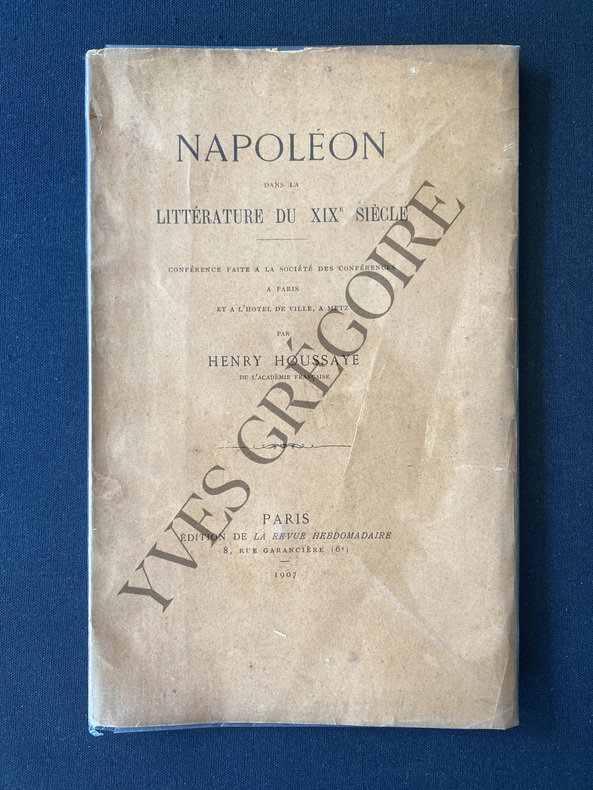 NAPOLÉON
DANS LA
LITTÉRATURE DU XIXE SIÈCLE
CONFÉRENCE FAITE A LA SOCIÉTÉ DES CONFÉRENCES
A PARIS
ET A L'HOTEL DE VILLE, A METZ
PAR
HENRY HOUSSAYE
DE L'ACADÉMIE FRANÇAISE
PARIS
ÉDITION DE LA REVUE HEBDOMADAIRE
8, RUE GARANCIÈRE (6e)
1907
YVES GRÉGOIRE